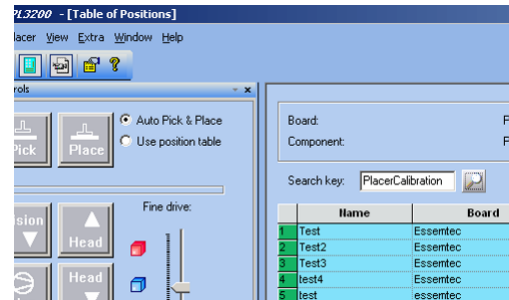 PL3200 - [Table of Positions]
lacer View Extra Window Help
rols
Pick Place
Auto Pick & Place
Use position table
Fine drive:
ision Head
Head
Board: P
Component: P
Search key: PlacerCalibration
Name Board
1 Test Essemtec
2 Test2 Essemtec
3 Test3 Essemtec
4 test4 Essemtec
5 test essemtec